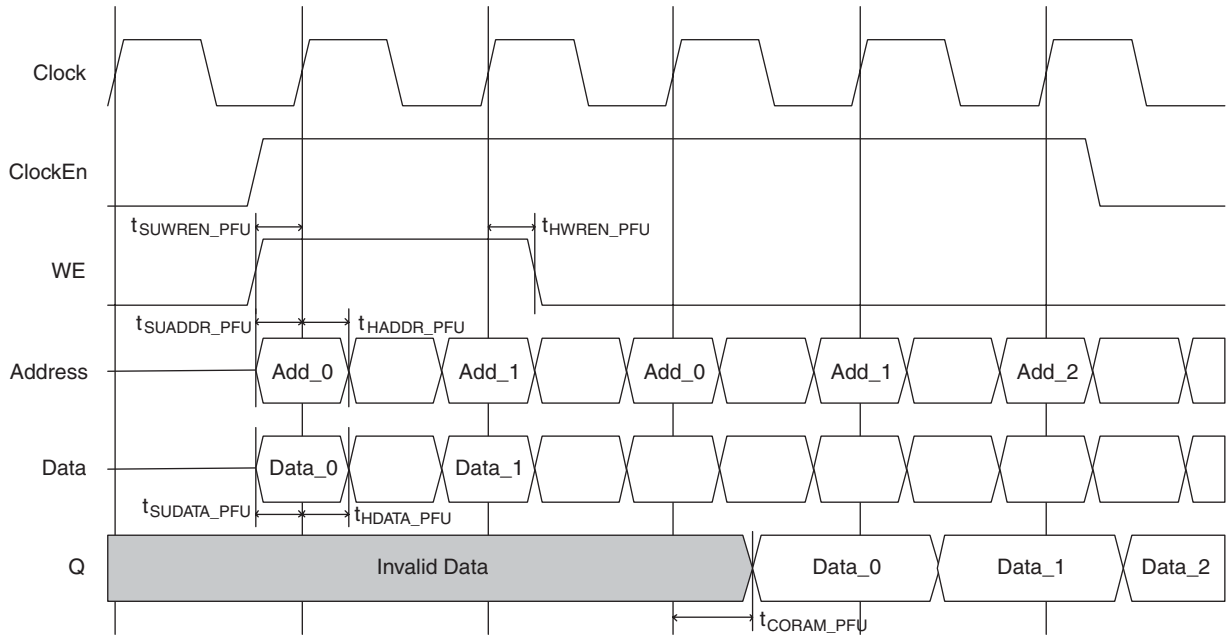 Clock
ClockEn
tSUWREN_PFU tHWREN_PFU
WE
tSUADDR_PFU tHADDR_PFU
Address Add_0 Add_1 Add_0 Add_1 Add_2
Data Data_0 Data_1
tSUDATA_PFU tHDATA_PFU
Q Invalid Data Data_0 Data_1 Data_2
tCORAM_PFU